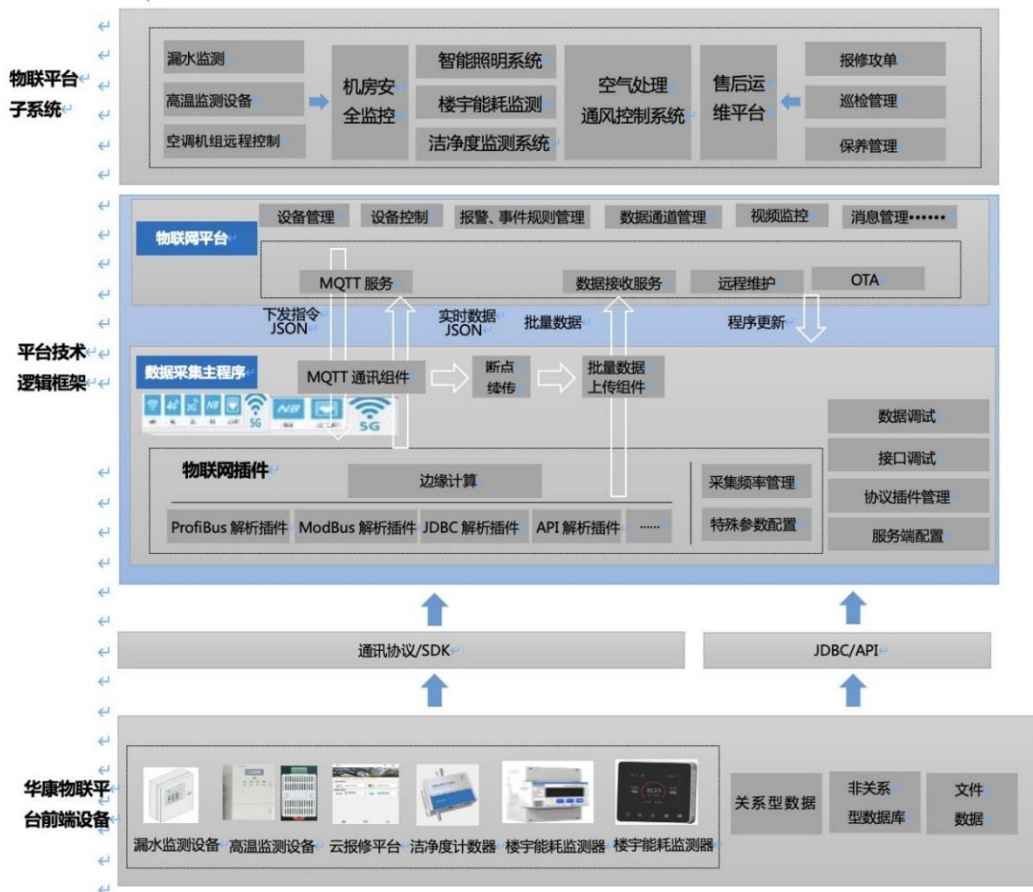 物联平台
子系统
漏水监测
高温监测设备
空调机组远程控制
机房安
全监控
智能照明系统
楼宇能耗监测
洁净度监测系统
空气处理
通风控制系统
售后运
维平台
报修攻单
巡检管理
保养管理
平台技术
逻辑框架
物联网平台
设备管理
设备控制
报警、事件规则管理
数据通道管理
视频监控
消息管理••••••
MQTT 服务
数据接收服务
远程维护
OTA
下发指令
JSON
实时数据
JSON
批量数据
程序更新
数据采集主程序
MQTT 通讯组件
断点
续传
批量数据
上传组件
5G
5G
数据调试
接口调试
协议插件管理
服务端配置
物联网插件
边缘计算
ProfiBus 解析插件
ModBus 解析插件
JDBC 解析插件
API 解析插件
......
采集频率管理
特殊参数配置
通讯协议/SDK
JDBC/API
华康物联平
台前端设备
漏水监测设备
高温监测设备
云报修平台
洁净度计数器
楼宇能耗监测器
楼宇能耗监测器
关系型数据
非关系
型数据库
文件
数据